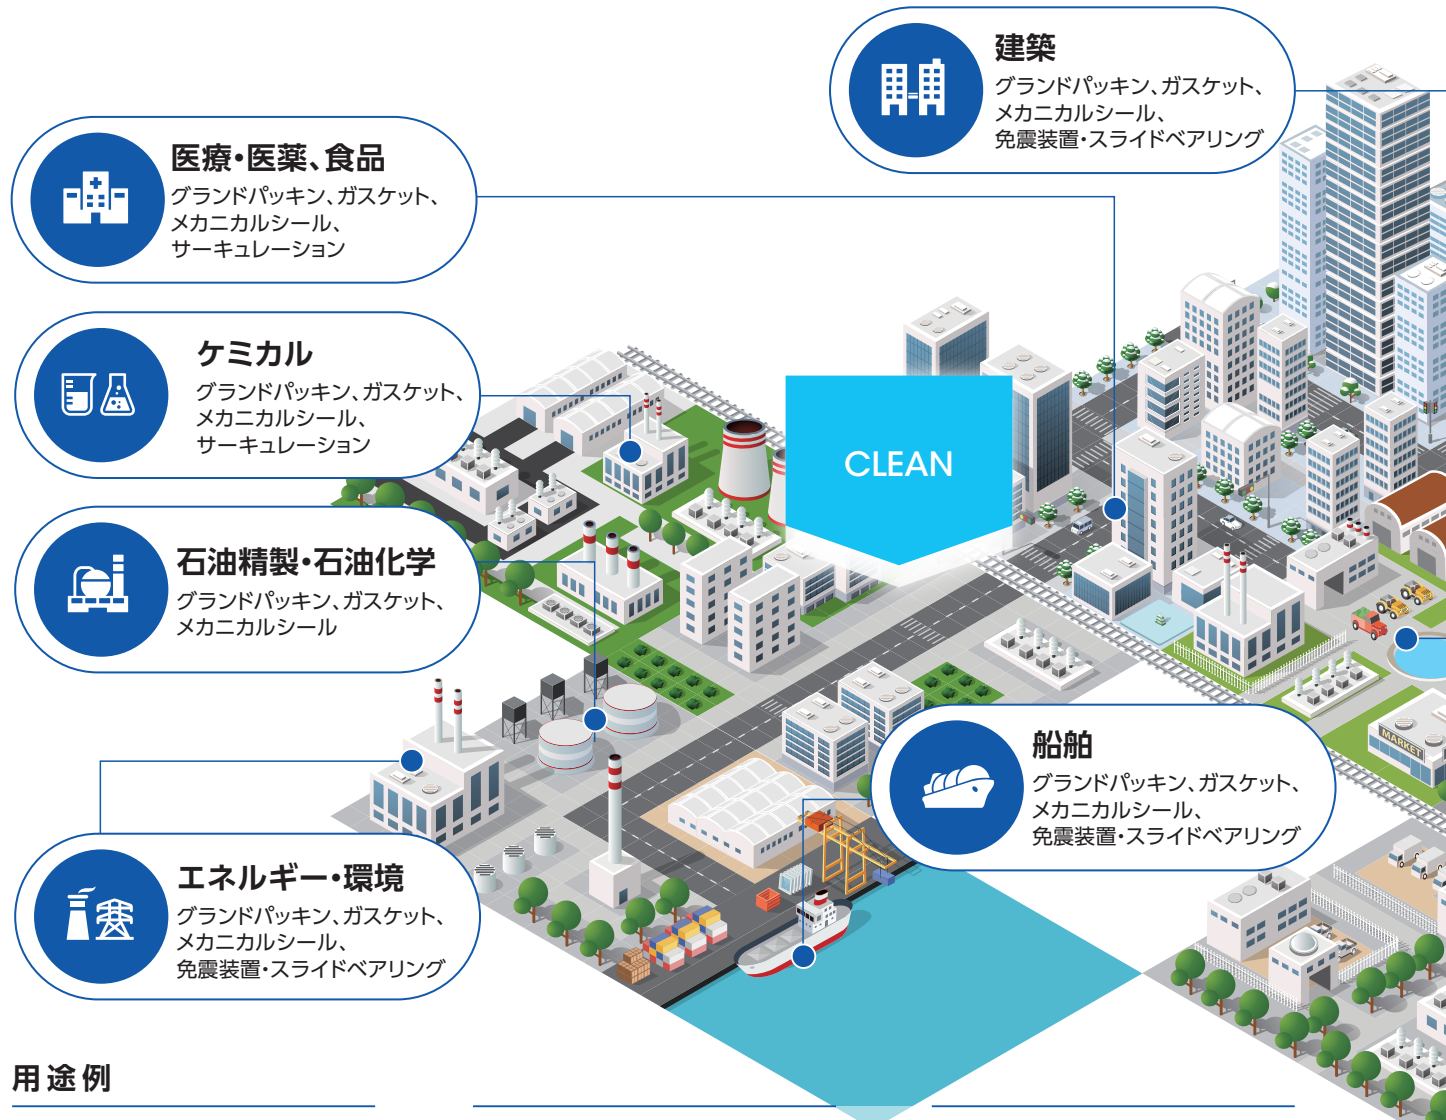 建築
グランドパッキン、ガスケット、
メカニカルシール、
免震装置・スライドベアリング
医療・医薬、食品
グランドパッキン、ガスケット、
メカニカルシール、
サーキュレーション
ケミカル
グランドパッキン、ガスケット、
メカニカルシール、
サーキュレーション
CLEAN
石油精製・石油化学
グランドパッキン、ガスケット、
メカニカルシール
船舶
グランドパッキン、ガスケット、
メカニカルシール、
免震装置・スライドベアリング
MARKET
エネルギー・環境
グランドパッキン、ガスケット、
メカニカルシール、
免震装置・スライドベアリング
用途例